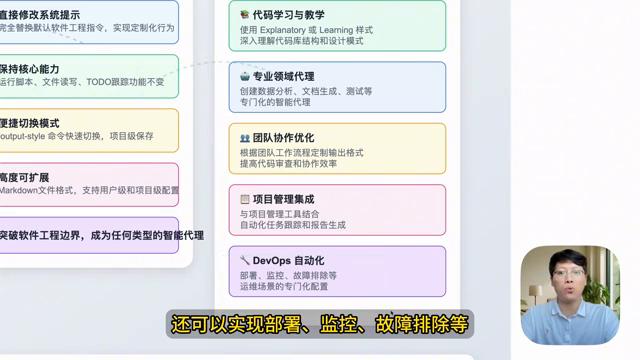 直接修改系统提示
完全替换默认软件工程指令，实现定制化行为
保持核心能力
运行脚本、文件读写、TODO跟踪功能不变
便捷切换模式
output-style 命令快速切换，项目级保存
高度可扩展
Markdown文件格式，支持用户级和项目级配置
突破软件工程边界，成为任何类型的智能代理
代码学习与教学
使用 Explanatory 或 Learning 样式
深入理解代码库结构和设计模式
专业领域代理
创建数据分析、文档生成、测试等
专门化的智能代理
团队协作优化
根据团队工作流程定制输出格式
提高代码审查和协作效率
项目管理集成
与项目管理工具结合
自动化任务跟踪和报告生成
DevOps 自动化
部署、监控、故障排除等
运维场景的专门化配置
还可以实现部署、监控、故障排除等